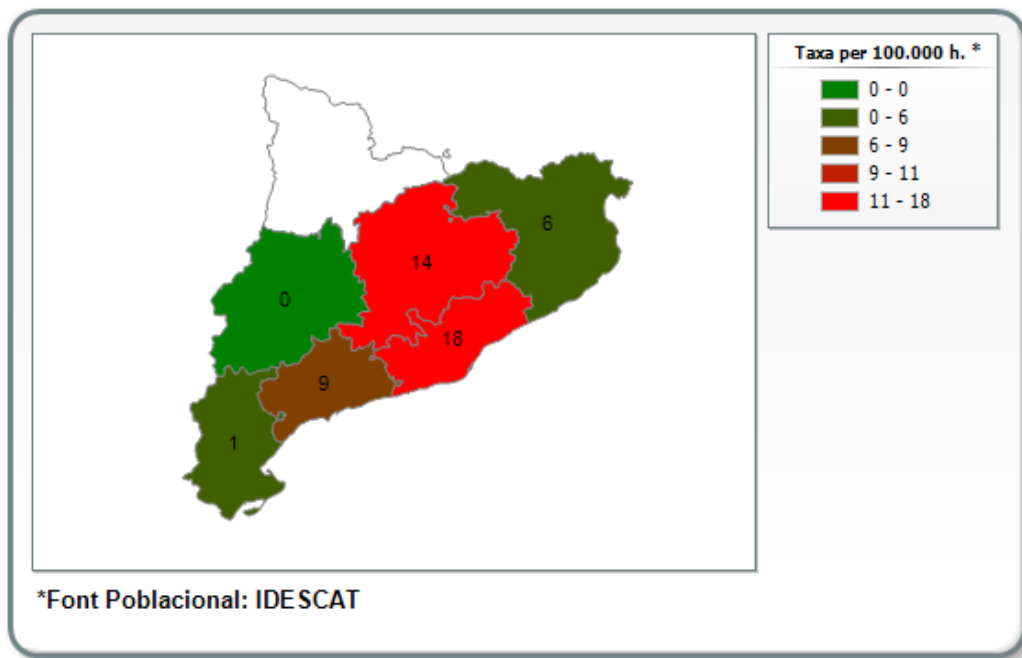 Taxa per 100.000 h. *
0 - 0
0 - 6
6 - 9
9 - 11
11 - 18
6
14
0
18
9
1
*Font Poblacional: IDESCAT